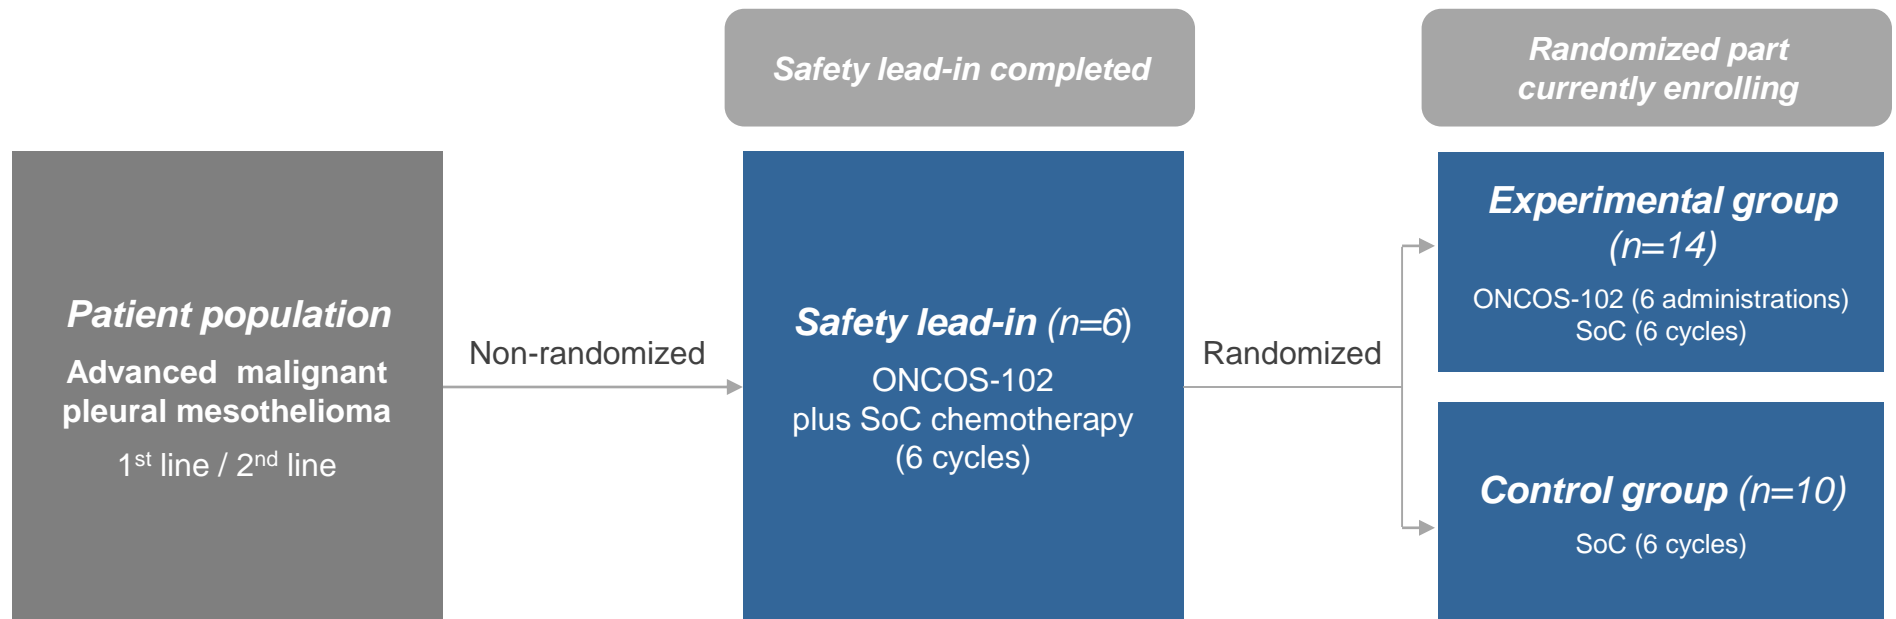 Safety lead-in completed
Randomized part
currently enrolling
Patient population
Advanced malignant
pleural mesothelioma
1st line / 2nd line
Non-randomized
Safety lead-in (n=6)
ONCOS-102
plus SoC chemotherapy
(6 cycles)
Randomized
Experimental group
(n=14)
ONCOS-102 (6 administrations)
SoC (6 cycles)
Control group (n=10)
SoC (6 cycles)